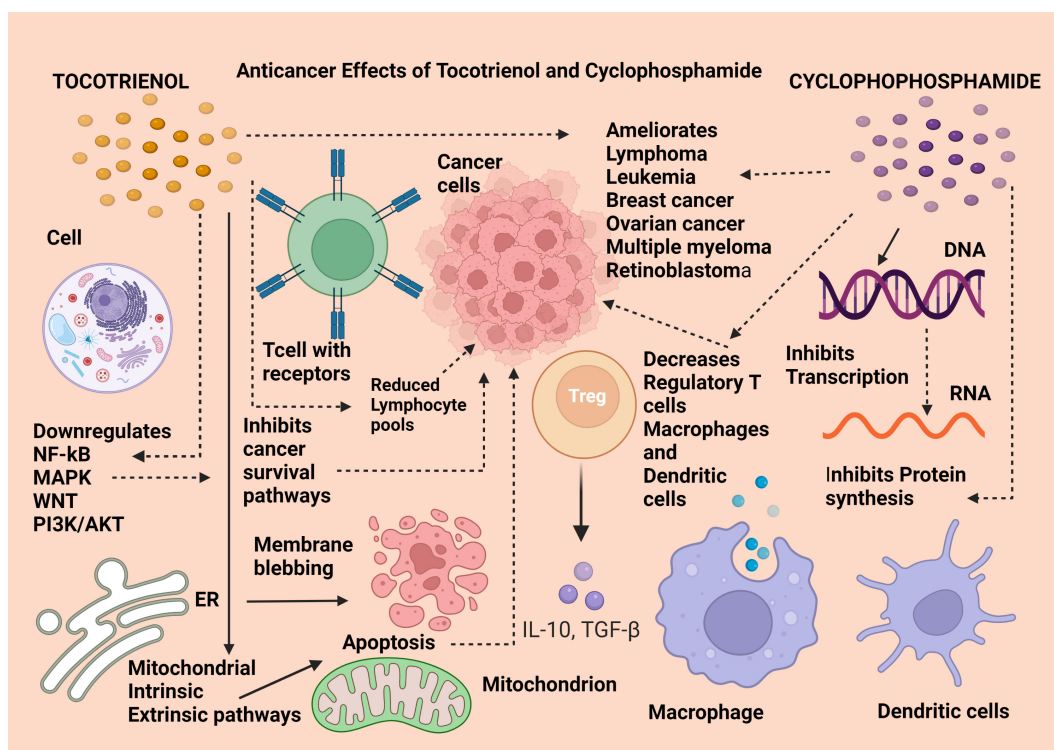 Anticancer Effects of Tocotrienol and Cyclophosphamide
TOCOTRIENOL
CYCLOPHOPHOSPHAMIDE
Ameliorates
Lymphoma
Leukemia
Breast cancer
Ovarian cancer
Multiple myeloma
Retinoblastoma
Cancer
cells
Cell
DNA
Tcell with
receptors
Reduced
Lymphocyte
pools
Treg
Decreases
Regulatory T
cells
Macrophages
and
Dendritic
cells
Inhibits
Transcription
RNA
Downregulates
NF-kB
MAPK
WNT
PI3K/AKT
Inhibits
cancer
survival
pathways
Inhibits Protein
synthesis
Membrane
blebbing
ER
Apoptosis
IL-10, TGF-β
Mitochondrial
Intrinsic
Extrinsic pathways
Mitochondrion
Macrophage
Dendritic cells